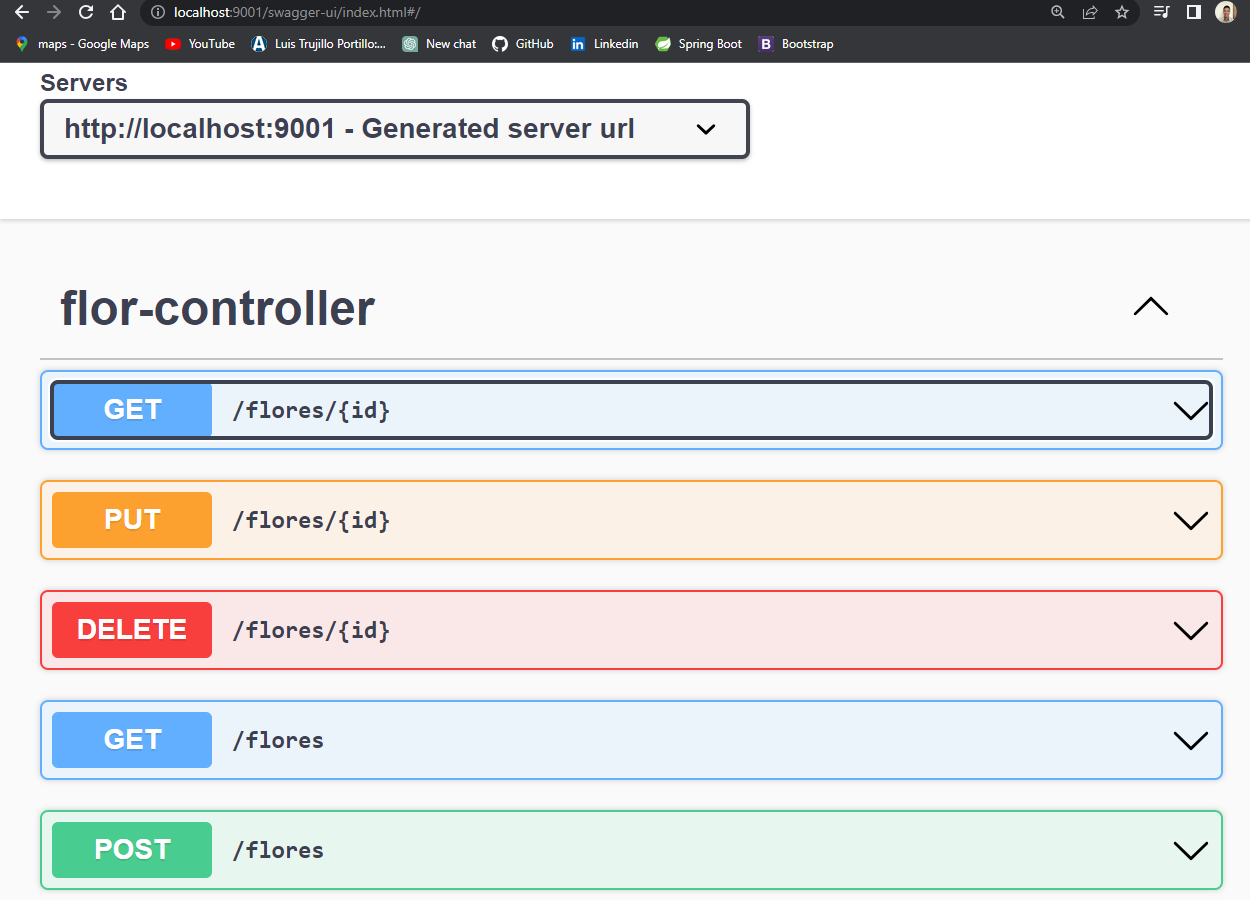 localhost:9001/swagger-ui/index.html#/
maps - Google Maps YouTube Luis Trujillo Portillo:... New chat GitHub Linkedin Spring Boot Bootstrap
Servers
http://localhost:9001 - Generated server url
flor-controller
GET /flores/{id}
PUT /flores/{id}
DELETE /flores/{id}
GET /flores
POST /flores